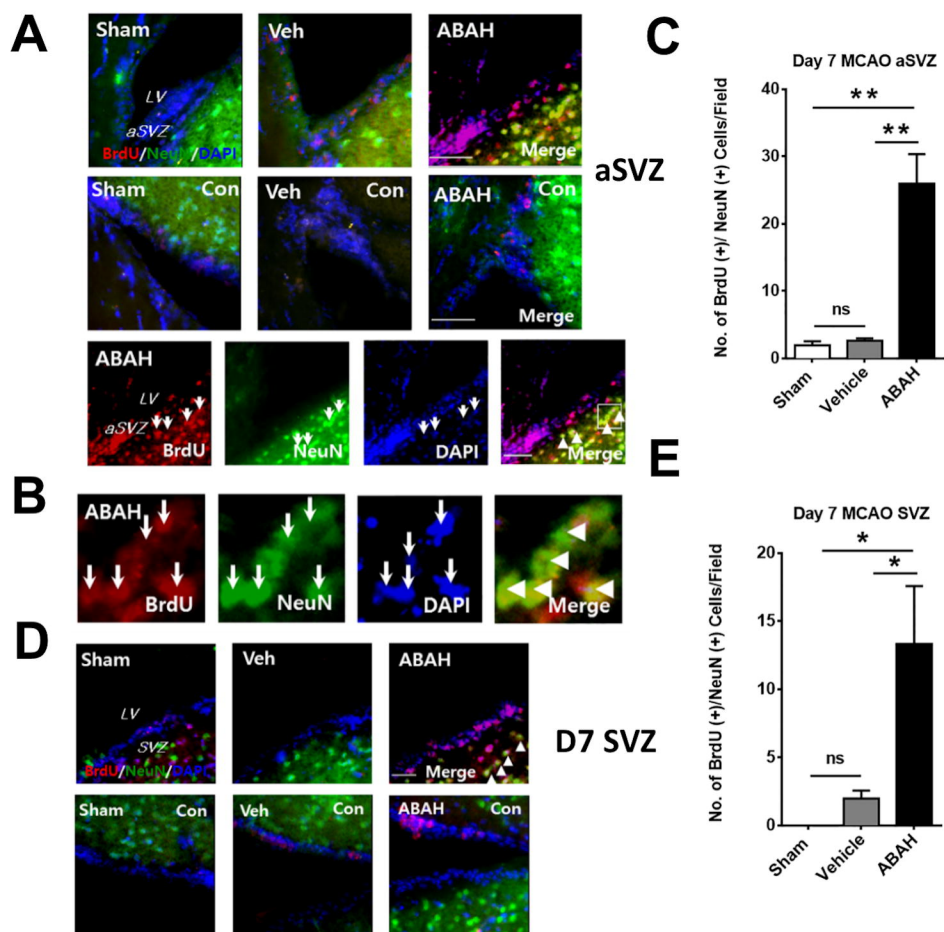 A
Sham
LV
aSVZ
BrdU/NeuN/DAPI
Veh
ABAH
Merge
aSVZ
Sham Con
Veh Con
ABAH Con
Merge
ABAH
LV
aSVZ
BrdU
NeuN
DAPI
Merge
B
ABAH
BrdU
NeuN
DAPI
Merge
C
Day 7 MCAO aSVZ
No. of BrdU (+)/ NeuN (+) Cells/Field
50
40
30
20
10
0
**
**
ns
Sham
Vehicle
ABAH
D
Sham
LV
SVZ
BrdU/NeuN/DAPI
Veh
ABAH
Merge
D7 SVZ
Sham Con
Veh Con
ABAH Con
E
Day 7 MCAO SVZ
No. of BrdU (+)/NeuN (+) Cells/Field
20
15
10
5
0
*
*
ns
Sham
Vehicle
ABAH